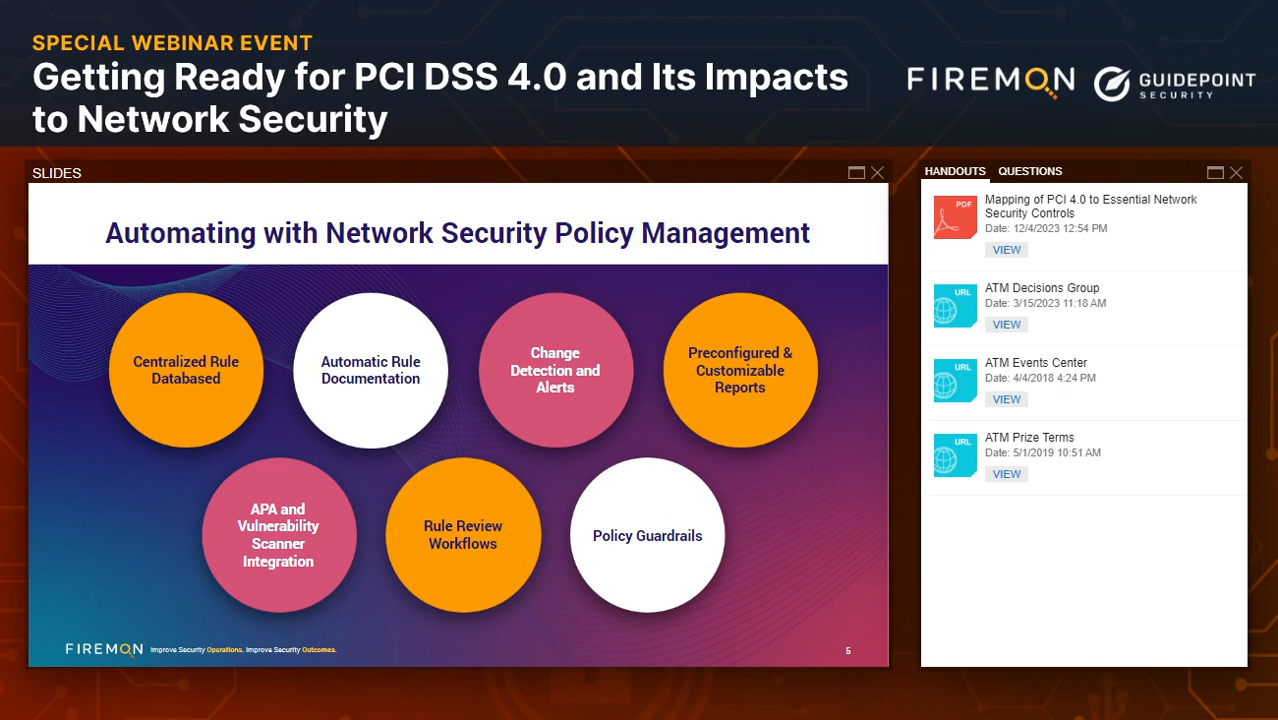 SPECIAL WEBINAR EVENT
Getting Ready for PCI DSS 4.0 and Its Impacts
to Network Security
FIREMON
GUIDEPOINT
SECURITY
SLIDES
Automating with Network Security Policy Management
Centralized Rule
Databased
Automatic Rule
Documentation
Change
Detection and
Alerts
Preconfigured &
Customizable
Reports
APA and
Vulnerability
Scanner
Integration
Rule Review
Workflows
Policy Guardrails
FIREMON
Improve Security Operations. Improve Security Outcomes.
5
HANDOUTS QUESTIONS
PDF
Mapping of PCI 4.0 to Essential Network
Security Controls
Date: 12/4/2023 12:54 PM
VIEW
URL
ATM Decisions Group
Date: 3/15/2023 11:18 AM
VIEW
URL
ATM Events Center
Date: 4/4/2018 4:24 PM
VIEW
URL
ATM Prize Terms
Date: 5/1/2019 10:51 AM
VIEW